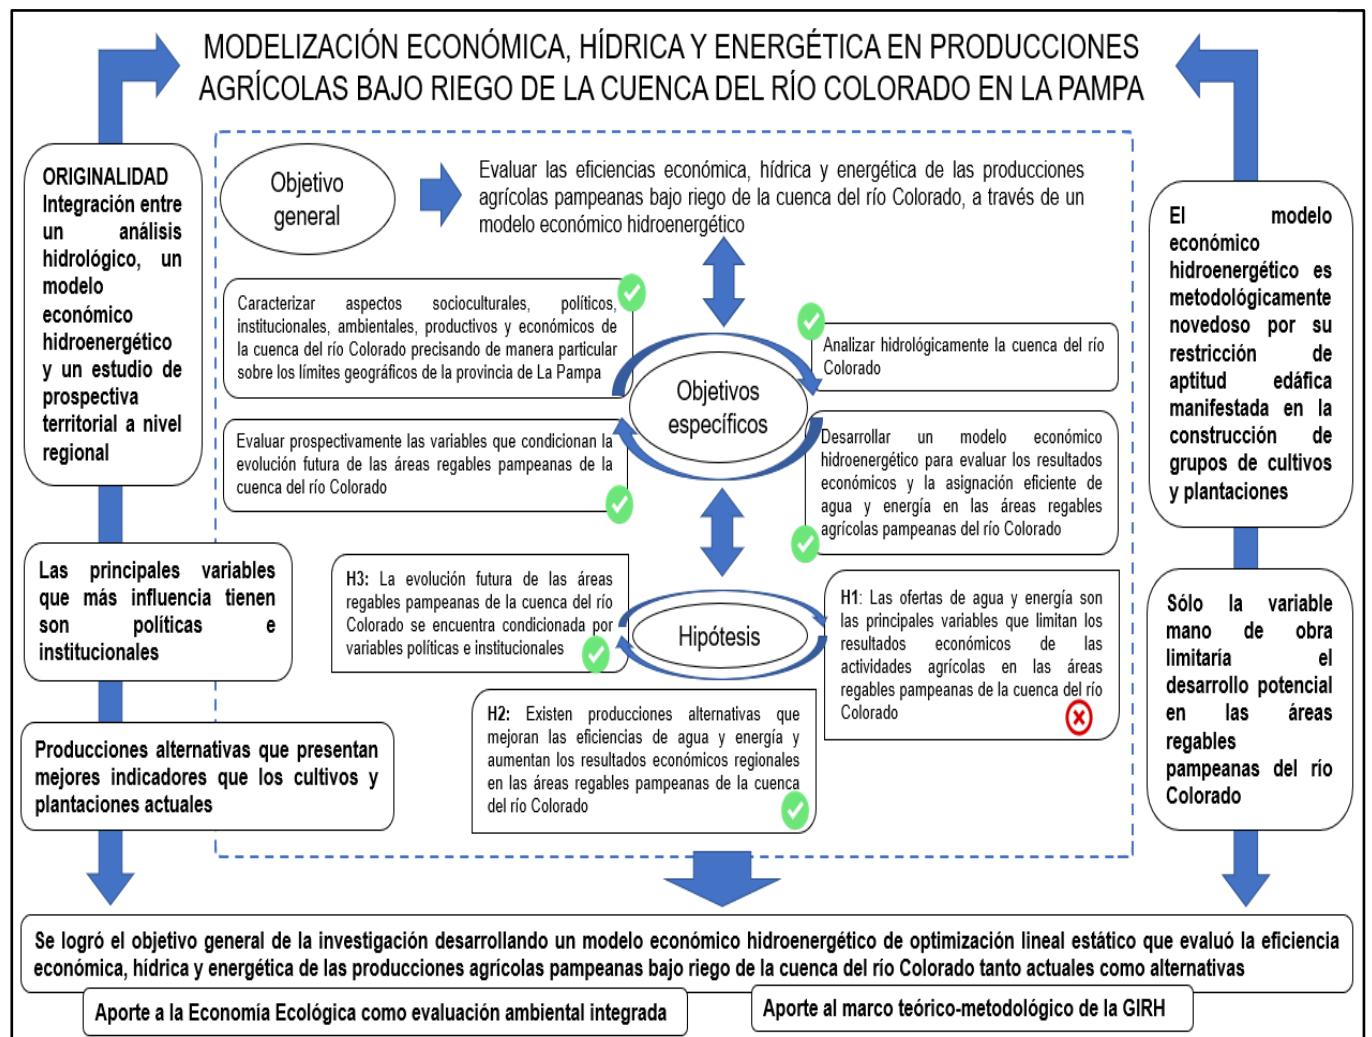 MODELIZACIÓN ECONÓMICA, HÍDRICA Y ENERGÉTICA EN PRODUCCIONES
AGRÍCOLAS BAJO RIEGO DE LA CUENCA DEL RÍO COLORADO EN LA PAMPA
ORIGINALIDAD
Integración entre
un análisis
hidrológico, un
modelo
económico
hidroenergético
y un estudio de
prospectiva
territorial a nivel
regional
Las principales variables
que más influencia tienen
son políticas e
institucionales
Producciones alternativas que presentan
mejores indicadores que los cultivos y
plantaciones actuales
Objetivo
general
Evaluar las eficiencias económica, hídrica y energética de las producciones
agrícolas pampeanas bajo riego de la cuenca del río Colorado, a través de un
modelo económico hidroenergético
Caracterizar aspectos socioculturales, políticos,
institucionales, ambientales, productivos y económicos de
la cuenca del río Colorado precisando de manera particular
sobre los límites geográficos de la provincia de La Pampa
Analizar hidrológicamente la cuenca del río
Colorado
Objetivos
específicos
Evaluar prospectivamente las variables que condicionan la
evolución futura de las áreas regables pampeanas de la
cuenca del río Colorado
Desarrollar un modelo económico
hidroenergético para evaluar los resultados
económicos y la asignación eficiente de
agua y energía en las áreas regables
agrícolas pampeanas del río Colorado
H3: La evolución futura de las áreas
regables pampeanas de la cuenca del río
Colorado se encuentra condicionada por
variables políticas e institucionales
Hipótesis
H1: Las ofertas de agua y energía son
las principales variables que limitan los
resultados económicos de las
actividades agrícolas en las áreas
regables pampeanas de la cuenca del río
Colorado
H2: Existen producciones alternativas que
mejoran las eficiencias de agua y energía y
aumentan los resultados económicos regionales
en las áreas regables pampeanas de la cuenca
del río Colorado
El modelo
económico
hidroenergético es
metodológicamente
novedoso por su
restricción de
aptitud edáfica
manifestada en la
construcción de
grupos de cultivos
y plantaciones
Sólo la variable
mano de obra
limitaría el
desarrollo potencial
en las áreas
regables
pampeanas del río
Colorado
Se logró el objetivo general de la investigación desarrollando un modelo económico hidroenergético de optimización lineal estático que evaluó la eficiencia
económica, hídrica y energética de las producciones agrícolas pampeanas bajo riego de la cuenca del río Colorado tanto actuales como alternativas
Aporte a la Economía Ecológica como evaluación ambiental integrada
Aporte al marco teórico-metodológico de la GIRH